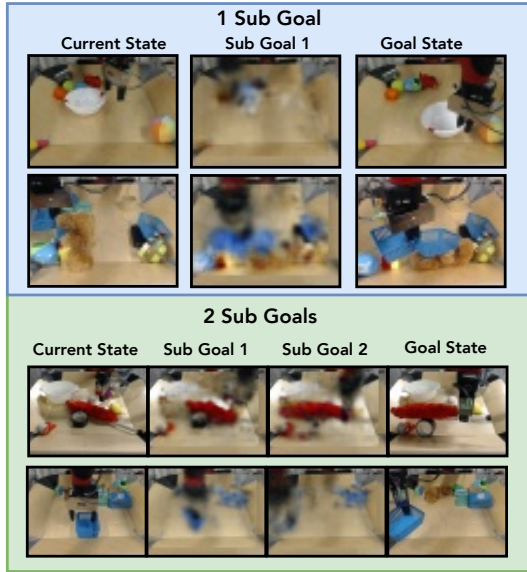 1 Sub Goal
Current State Sub Goal 1 Goal State
2 Sub Goals
Current State Sub Goal 1 Sub Goal 2 Goal State